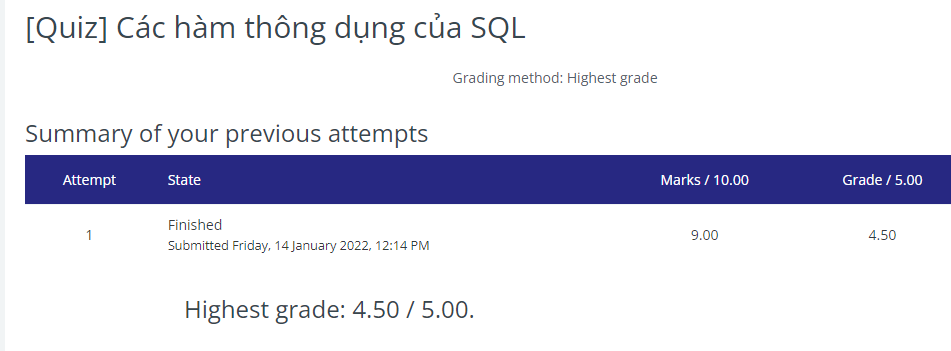 [Quiz] Các hàm thông dụng của SQL
Grading method: Highest grade
Summary of your previous attempts
Attempt State Marks / 10.00 Grade / 5.00
1 Finished 9.00 4.50
Submitted Friday, 14 January 2022, 12:14 PM
Highest grade: 4.50 / 5.00.